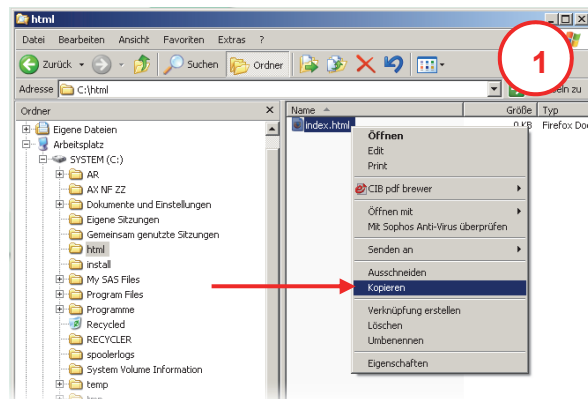 html
Datei Bearbeiten Ansicht Favoriten Extras ?
Zurück Suchen Ordner
1
Adresse C:\html zu
Ordner
Name Größe Typ
Eigene Dateien
Arbeitsplatz
SYSTEM (C:)
AR
AX NF ZZ
Dokumente und Einstellungen
Eigene Sitzungen
Gemeinsam genutzte Sitzungen
html
install
My SAS Files
Program Files
Programme
Recycled
RECYCLER
spoolerlogs
System Volume Information
temp
index.html 0 KB Firefox Doc
Öffnen
Edit
Print
CIB pdf brewer
Öffnen mit
Mit Sophos Anti-Virus überprüfen
Senden an
Ausschneiden
Kopieren
Verknüpfung erstellen
Löschen
Umbenennen
Eigenschaften